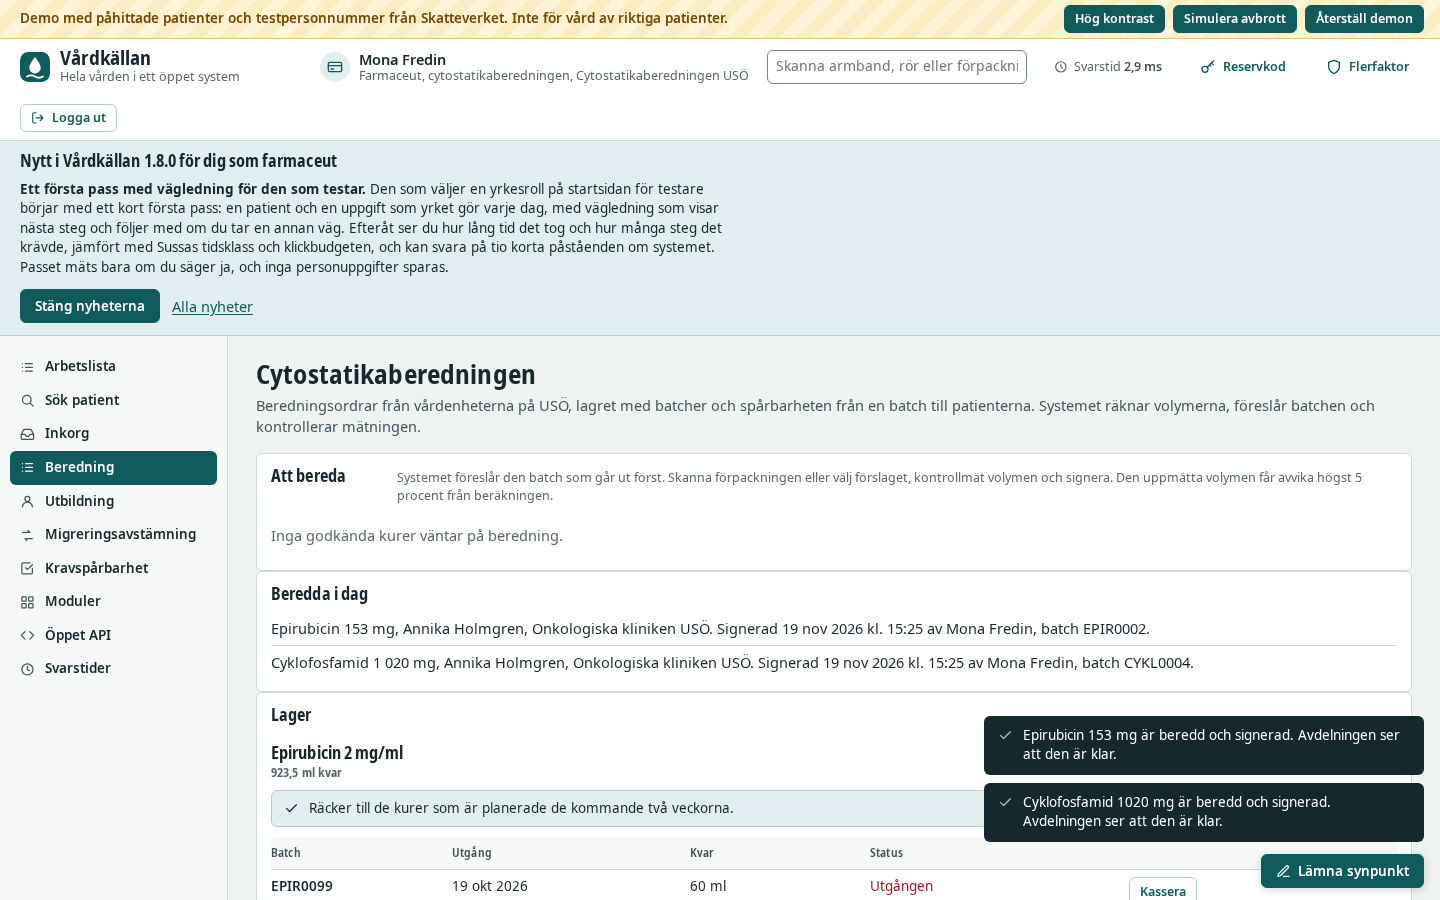 Demo med påhittade patienter och testpersonnummer från Skatteverket. Inte för vård av riktiga patienter.
Hög kontrast
Simulera avbrott
Återställ demon
Vårdkällan
Hela vården i ett öppet system
Mona Fredin
Farmaceut, cytostatikaberedningen, Cytostatikaberedningen USÖ
Skanna armband, rör eller förpackni
Svarstid 2,9 ms
Reservkod
Flerfaktor
Logga ut
Nytt i Vårdkällan 1.8.0 för dig som farmaceut
Ett första pass med vägledning för den som testar. Den som väljer en yrkesroll på startsidan för testare
börjar med ett kort första pass: en patient och en uppgift som yrket gör varje dag, med vägledning som visar
nästa steg och följer med om du tar en annan väg. Efteråt ser du hur lång tid det tog och hur många steg det
krävde, jämfört med Sussas tidsklass och klickbudgeten, och kan svara på tio korta påståenden om systemet.
Passet mäts bara om du säger ja, och inga personuppgifter sparas.
Stäng nyheterna
Alla nyheter
Arbetslista
Sök patient
Inkorg
Beredning
Utbildning
Migreringsavstämning
Kravspårbarhet
Moduler
Öppet API
Svarstider
Cytostatikaberedningen
Beredningsordrar från vårdenheterna på USÖ, lagret med batcher och spårbarheten från en batch till patienterna. Systemet räknar volymerna, föreslår batchen och
kontrollerar mätningen.
Att bereda
Systemet föreslår den batch som går ut först. Skanna förpackningen eller välj förslaget, kontrollmät volymen och signera. Den uppmätta volymen får avvika högst 5
procent från beräkningen.
Inga godkända kurer väntar på beredning.
Beredda i dag
Epirubicin 153 mg, Annika Holmgren, Onkologiska kliniken USÖ. Signerad 19 nov 2026 kl. 15:25 av Mona Fredin, batch EPIR0002.
Cyklofosfamid 1 020 mg, Annika Holmgren, Onkologiska kliniken USÖ. Signerad 19 nov 2026 kl. 15:25 av Mona Fredin, batch CYKL0004.
Lager
Epirubicin 2 mg/ml
923,5 ml kvar
Räcker till de kurer som är planerade de kommande två veckorna.
Batch
Utgång
Kvar
Status
EPIR0099
19 okt 2026
60 ml
Utgången
Kassera
Epirubicin 153 mg är beredd och signerad. Avdelningen ser
att den är klar.
Cyklofosfamid 1020 mg är beredd och signerad.
Avdelningen ser att den är klar.
Lämna synpunkt